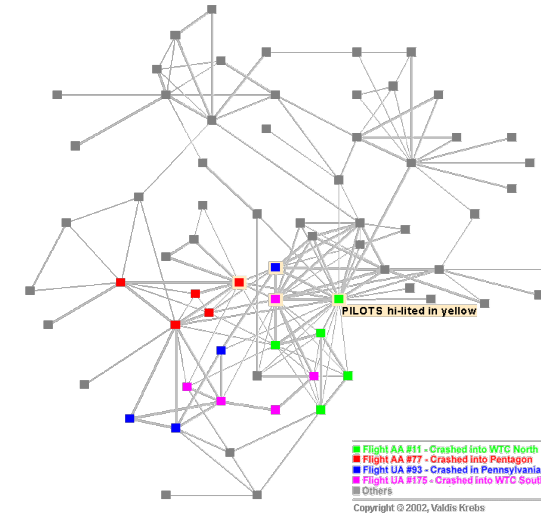 PILOTS hi-lited in yellow
Flight AA #11 - Crashed into WTC North
Flight AA #77 - Crashed into Pentagon
Flight UA #93 - Crashed in Pennsylvania
Flight UA #175 - Crashed into WTC Sout
Others
Copyright © 2002, Valdis Krebs